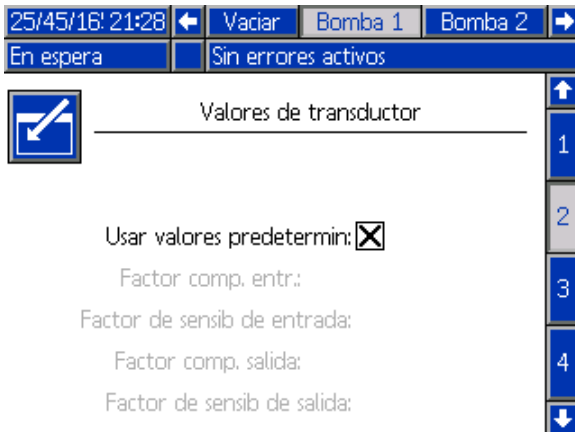 25/45/16' 21:28 Vaciar Bomba 1 Bomba 2
En espera Sin errores activos
Valores de transductor
1
2
Usar valores predetermin:
Factor comp. entr.:
3
Factor de sensib de entrada:
Factor comp. salida:
4
Factor de sensib de salida: